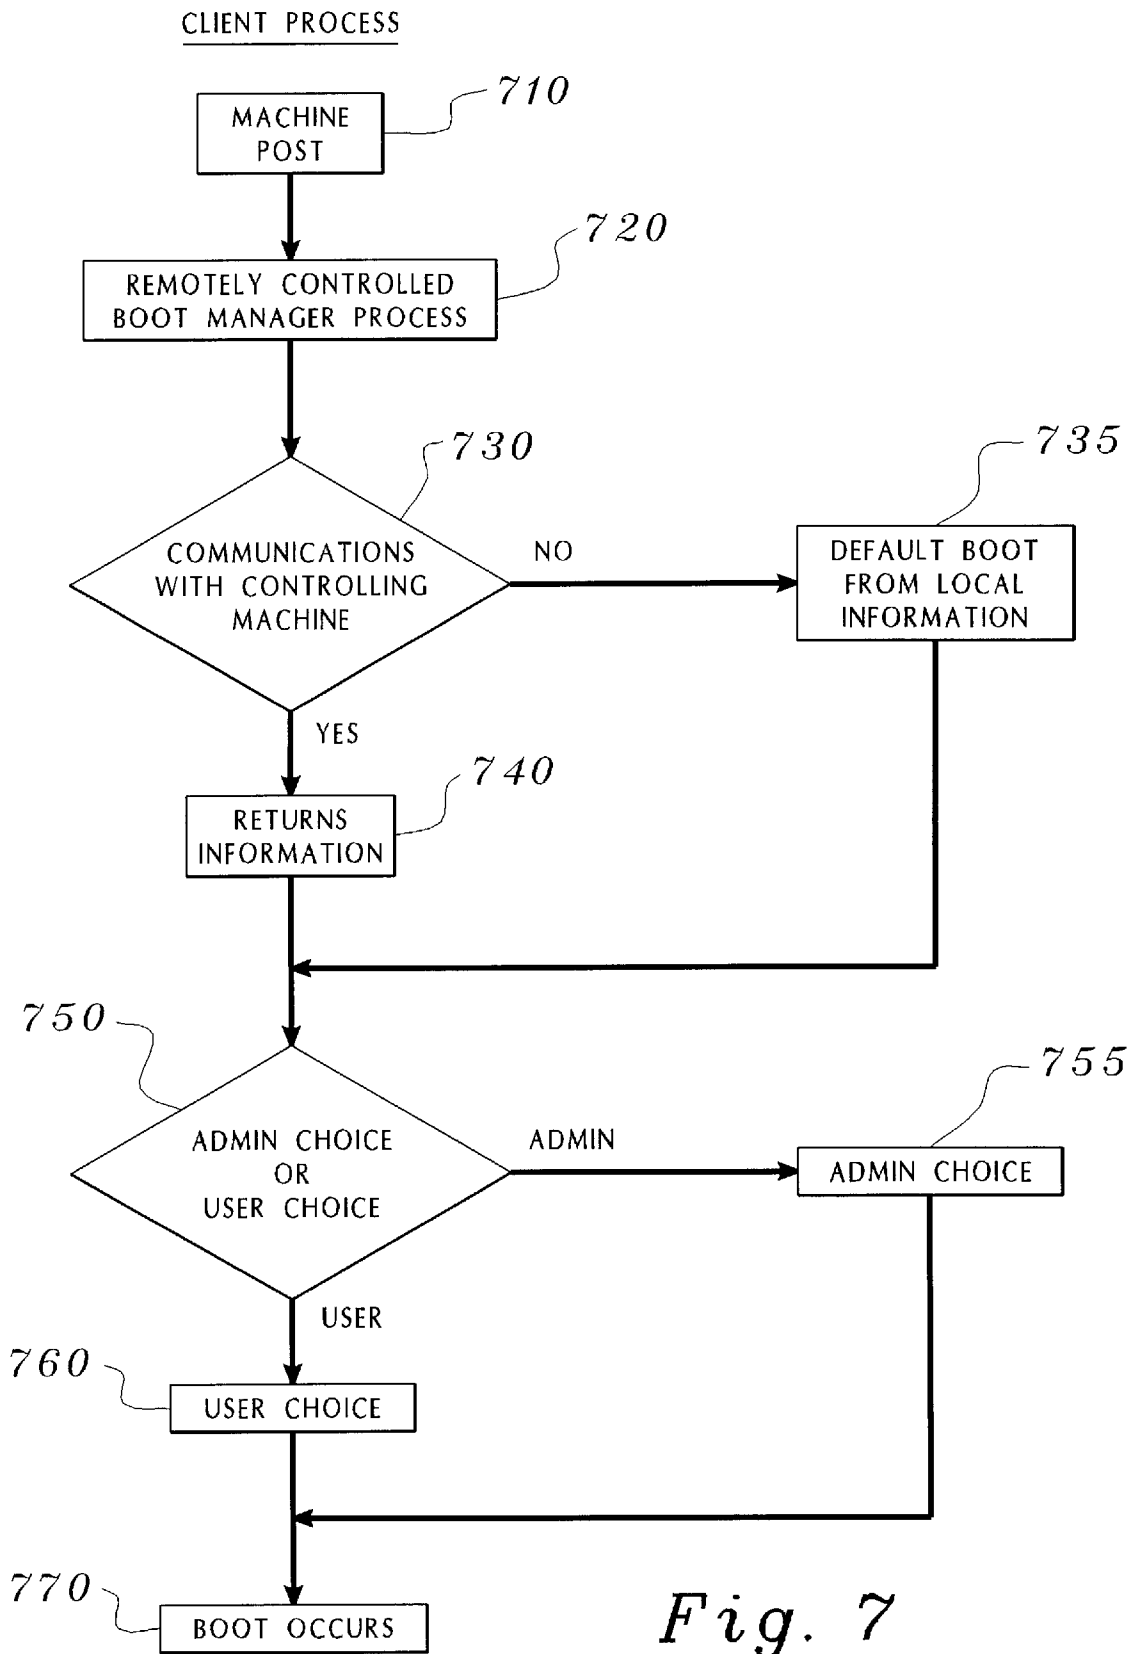 CLIENT PROCESS
710
MACHINE
POST
720
REMOTELY CONTROLLED
BOOT MANAGER PROCESS
730
735
COMMUNICATIONS
WITH CONTROLLING
MACHINE
NO
DEFAULT BOOT
FROM LOCAL
INFORMATION
YES
740
RETURNS
INFORMATION
750
755
ADMIN CHOICE
OR
USER CHOICE
ADMIN
ADMIN CHOICE
USER
760
USER CHOICE
770
BOOT OCCURS
Fig. 7